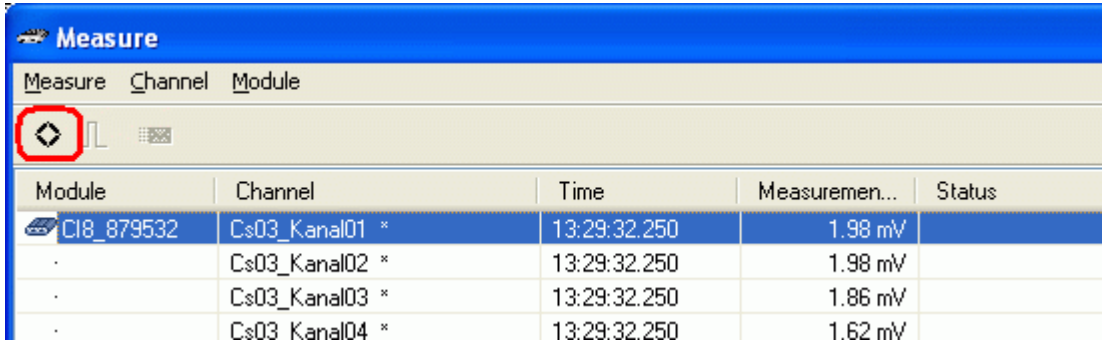 Measure
Measure Channel Module
Module Channel Time Measuremen... Status
CI8_879532 Cs03_Kanal01 * 13:29:32.250 1.98 mV
· Cs03_Kanal02 * 13:29:32.250 1.98 mV
· Cs03_Kanal03 * 13:29:32.250 1.86 mV
· Cs03_Kanal04 * 13:29:32.250 1.62 mV